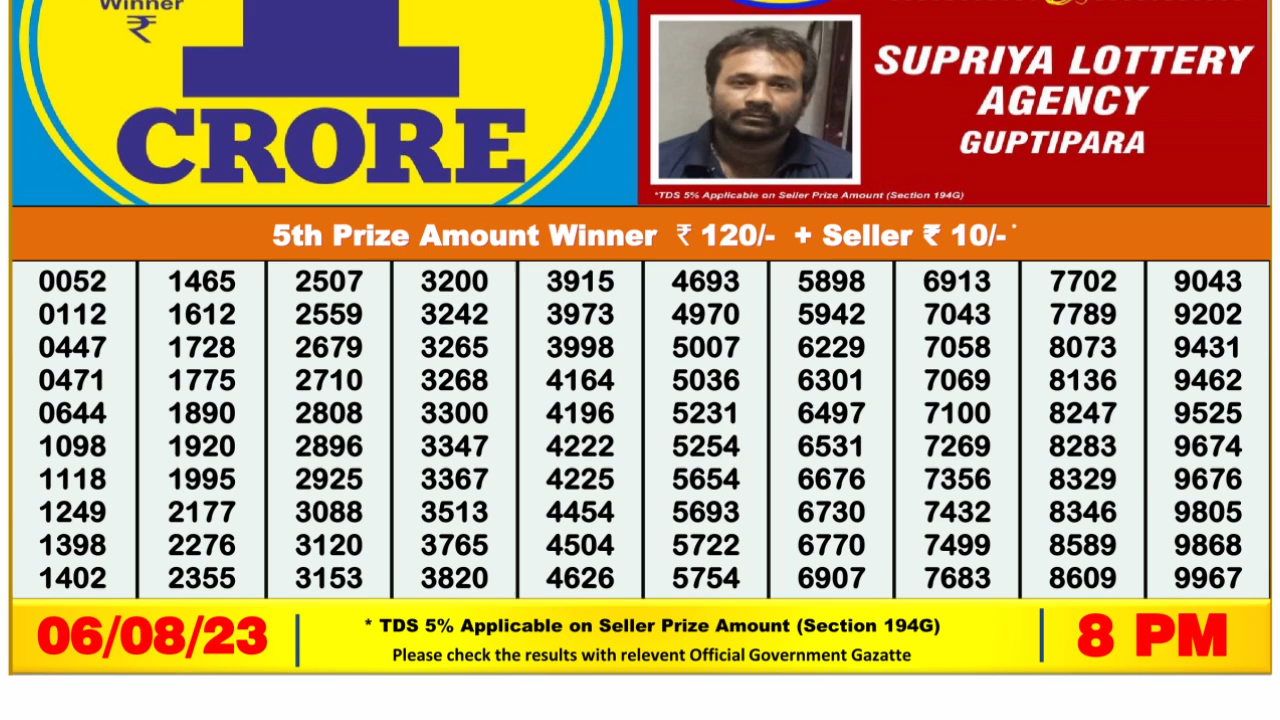 Winner
₹
1
CRORE
SUPRIYA LOTTERY
AGENCY
GUPTIPARA
*TDS 5% Applicable on Seller Prize Amount (Section 194G)
5th Prize Amount Winner ₹ 120/- + Seller ₹ 10/-*
0052 1465 2507 3200 3915 4693 5898 6913 7702 9043
0112 1612 2559 3242 3973 4970 5942 7043 7789 9202
0447 1728 2679 3265 3998 5007 6229 7058 8073 9431
0471 1775 2710 3268 4164 5036 6301 7069 8136 9462
0644 1890 2808 3300 4196 5231 6497 7100 8247 9525
1098 1920 2896 3347 4222 5254 6531 7269 8283 9674
1118 1995 2925 3367 4225 5654 6676 7356 8329 9676
1249 2177 3088 3513 4454 5693 6730 7432 8346 9805
1398 2276 3120 3765 4504 5722 6770 7499 8589 9868
1402 2355 3153 3820 4626 5754 6907 7683 8609 9967
06/08/23
* TDS 5% Applicable on Seller Prize Amount (Section 194G)
Please check the results with relevent Official Government Gazatte
8 PM